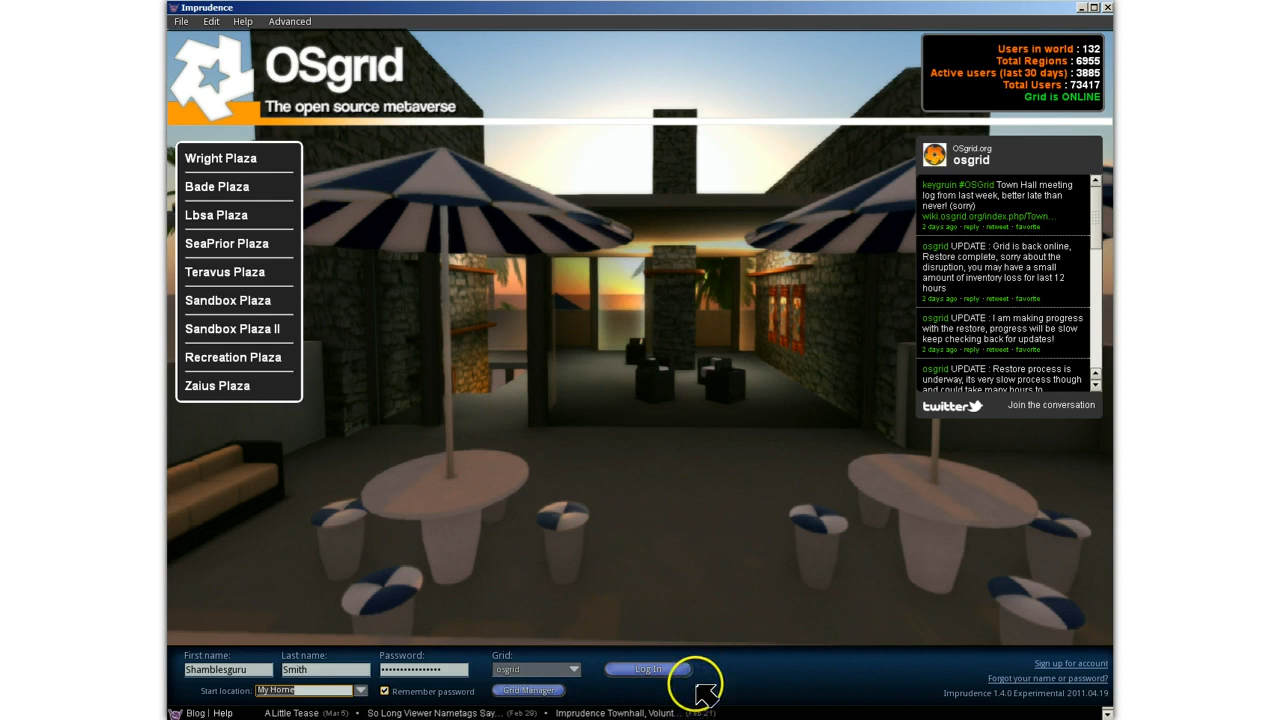 Imprudence
File Edit Help Advanced
OSgrid
The open source metaverse
Users in world : 132
Total Regions : 6955
Active users (last 30 days) : 3885
Total Users : 73417
Grid is ONLINE
Wright Plaza
Bade Plaza
Lbsa Plaza
SeaPrior Plaza
Teravus Plaza
Sandbox Plaza
Sandbox Plaza II
Recreation Plaza
Zaius Plaza
OSgrid.org
osgrid
keygruin #OSGrid Town Hall meeting
log from last week, better late than
never! (sorry)
wiki.osgrid.org/index.php/Town...
2 days ago · reply · retweet · favorite
osgrid UPDATE : Grid is back online,
Restore complete, sorry about the
disruption, you may have a small
amount of inventory loss for last 12
hours
2 days ago · reply · retweet · favorite
osgrid UPDATE : I am making progress
with the restore, progress will be slow
keep checking back for updates!
2 days ago · reply · retweet · favorite
osgrid UPDATE : Restore process is
underway, its very slow process though
and could take many hours to
twitter Join the conversation
First name: Last name: Password: Grid:
Shamblesguru Smith •••••••••••••••• osgrid Log In
Start location: My Home Remember password Grid Manager
Sign up for account
Forgot your name or password?
Imprudence 1.4.0 Experimental 2011.04.19
Blog | Help A Little Tease (Mar 5) • So Long Viewer Nametags Say... (Feb 29) • Imprudence Townhall, Volunt... (Feb 21)